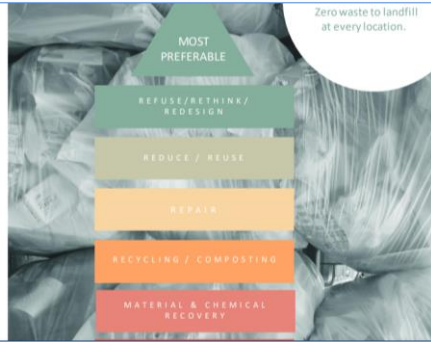 Zero waste to landfill
at every location.
MOST
PREFERABLE
REFUSE/RETHINK/
REDESIGN
REDUCE / REUSE
REPAIR
RECYCLING / COMPOSTING
MATERIAL & CHEMICAL
RECOVERY